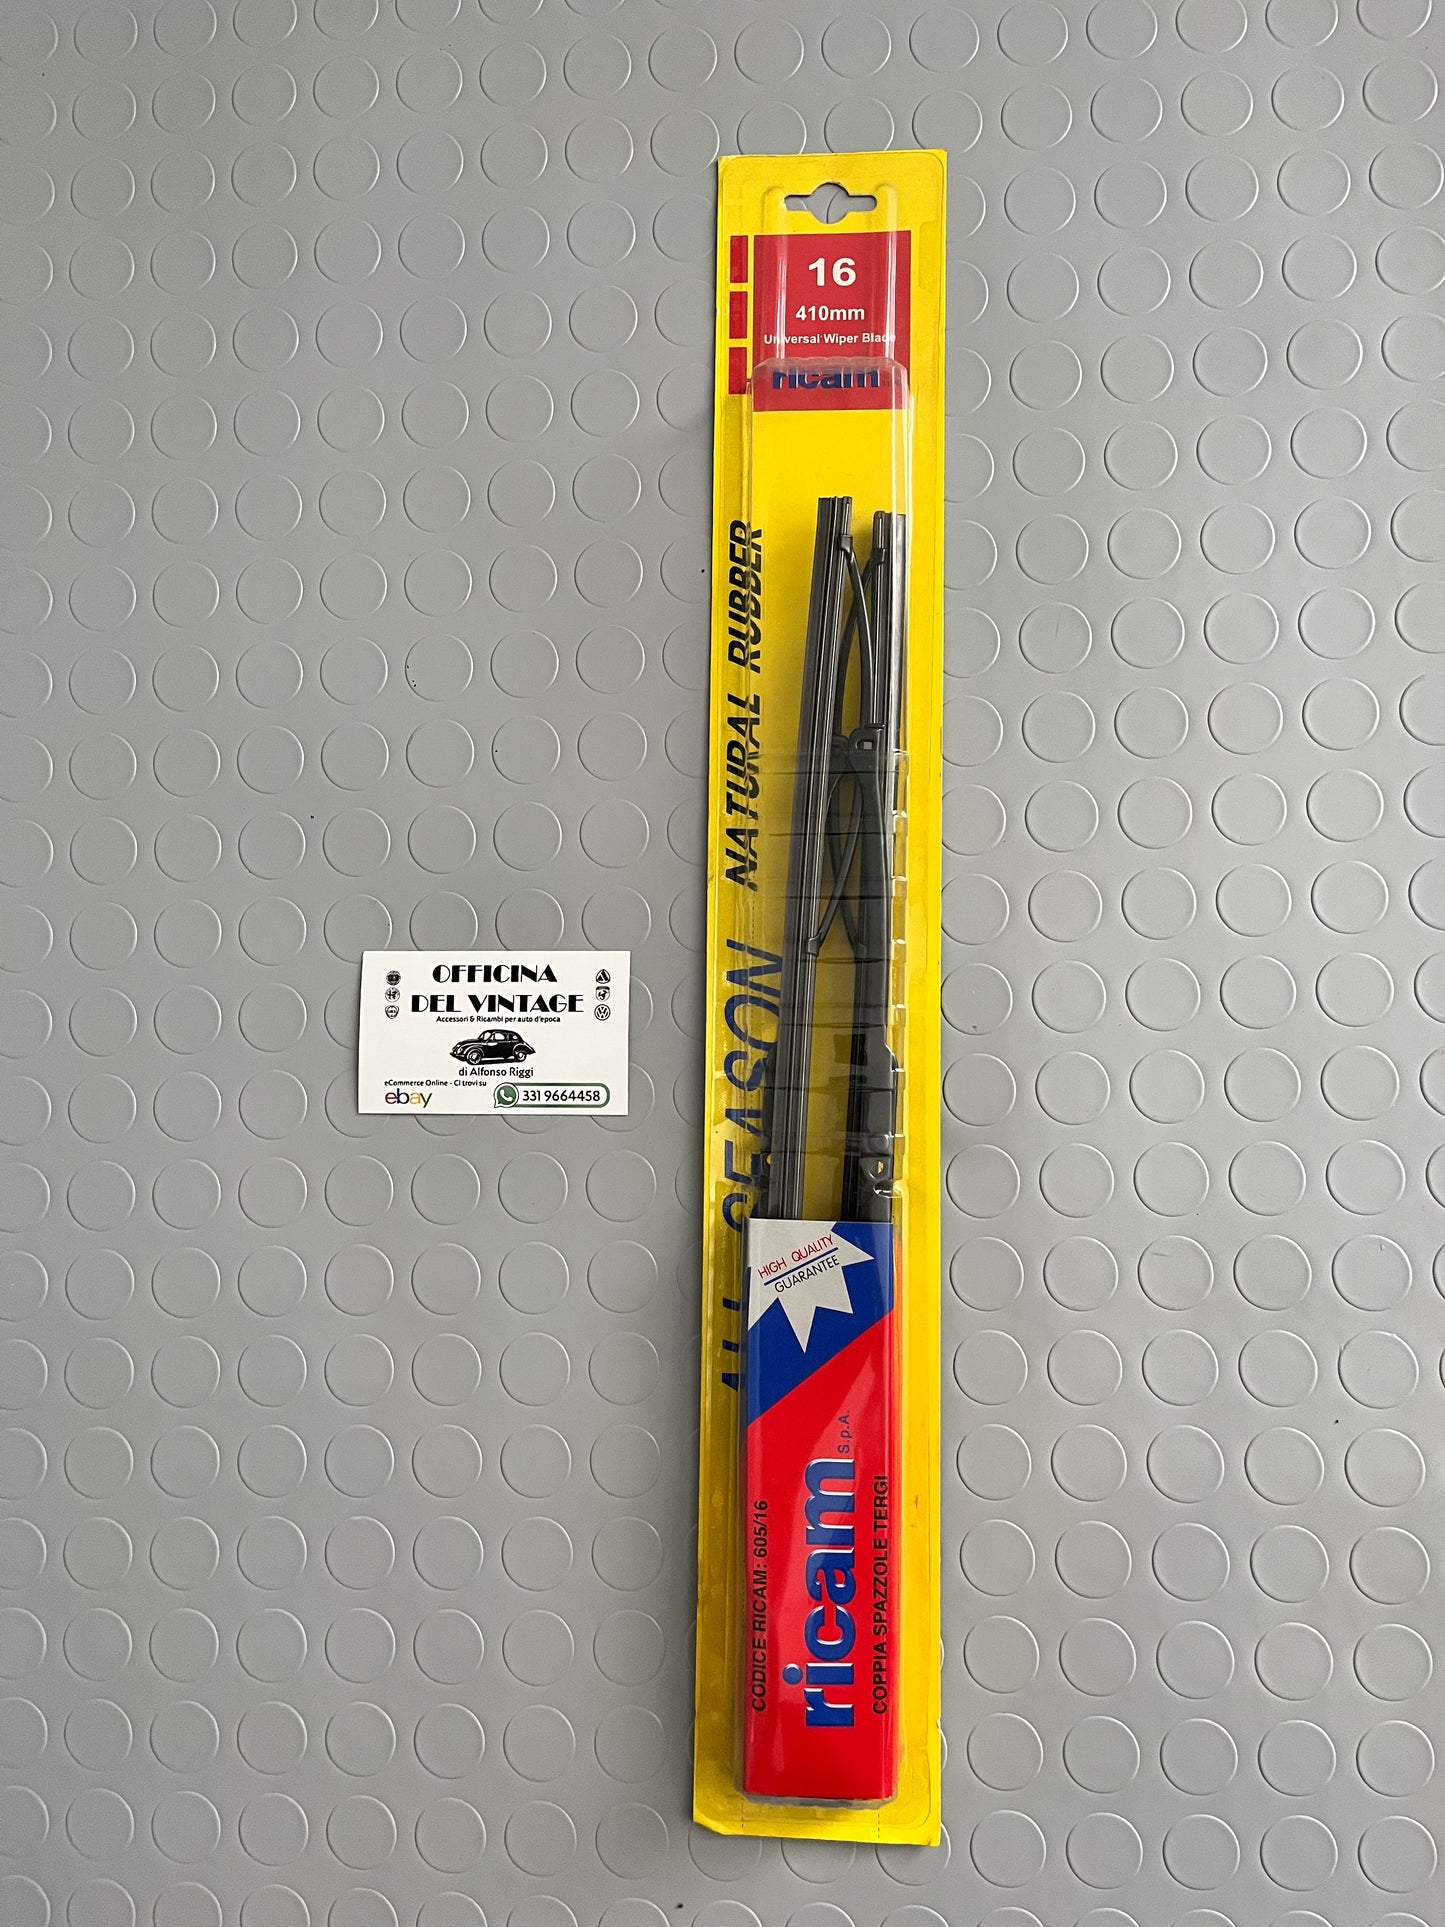 16
410mm
Universal Wiper Blade
ricam
NATURAL RUBBER
ALL SEASON
OFFICINA
DEL VINTAGE
Accessori & Ricambi per auto d'epoca
di Alfonso Riggi
eCommerce Online - Ci trovi su
ebay
331 9664458
HIGH QUALITY
GUARANTEE
CODICE RICAM: 605/16
ricam S.p.A.
COPPIA SPAZZOLE TERGI